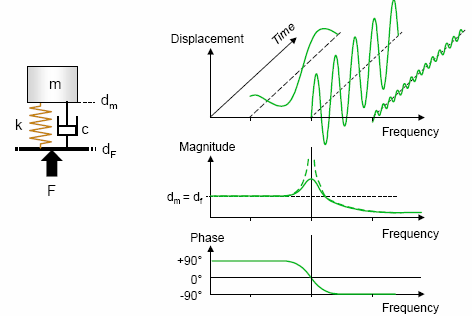 m
d_m
k
c
d_F
F
Displacement
Time
Frequency
Magnitude
d_m = d_f
Frequency
Phase
+90°
0°
-90°
Frequency